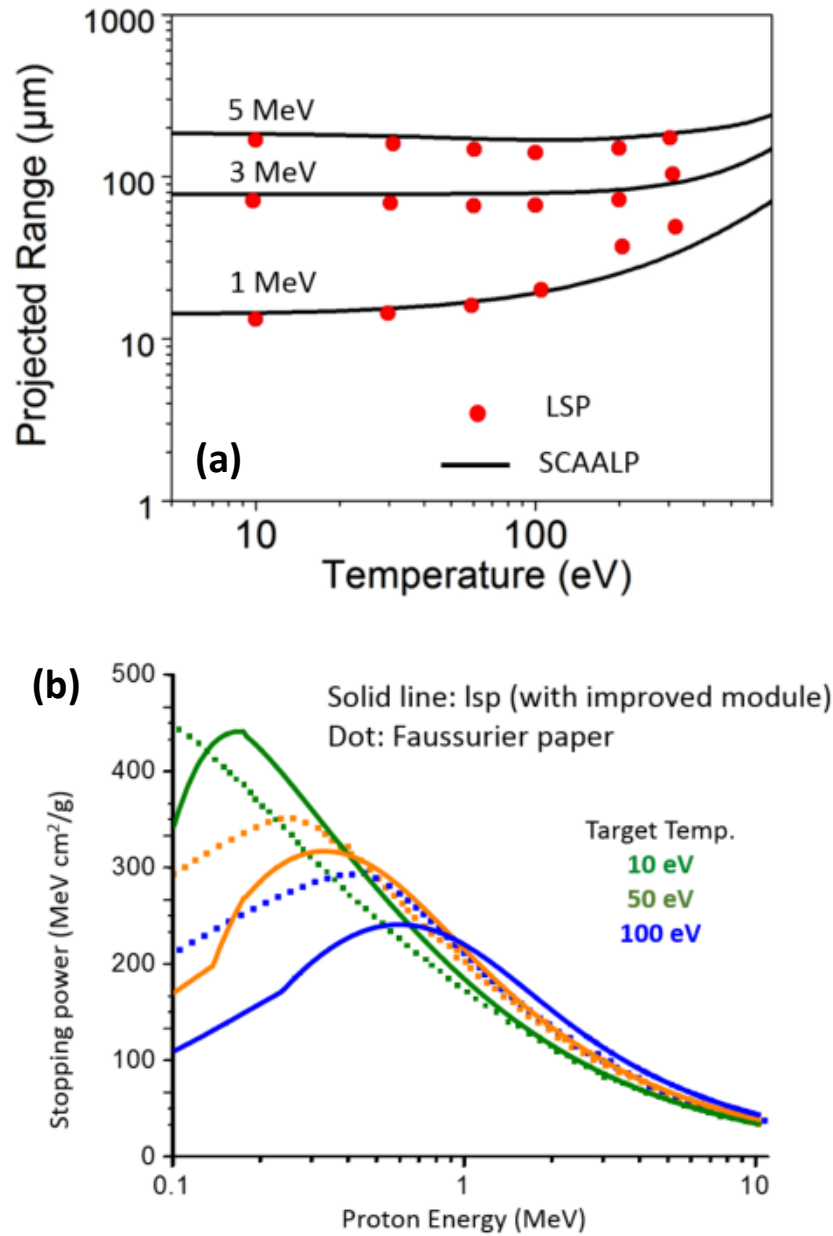 1000
100
10
1
Projected Range (μm)
5 MeV
3 MeV
1 MeV
LSP
SCAALP
(a)
10
100
Temperature (eV)
(b)
500
400
300
200
100
0
Stopping power (MeV cm²/g)
Solid line: lsp (with improved module)
Dot: Faussurier paper
Target Temp.
10 eV
50 eV
100 eV
0.1
1
10
Proton Energy (MeV)